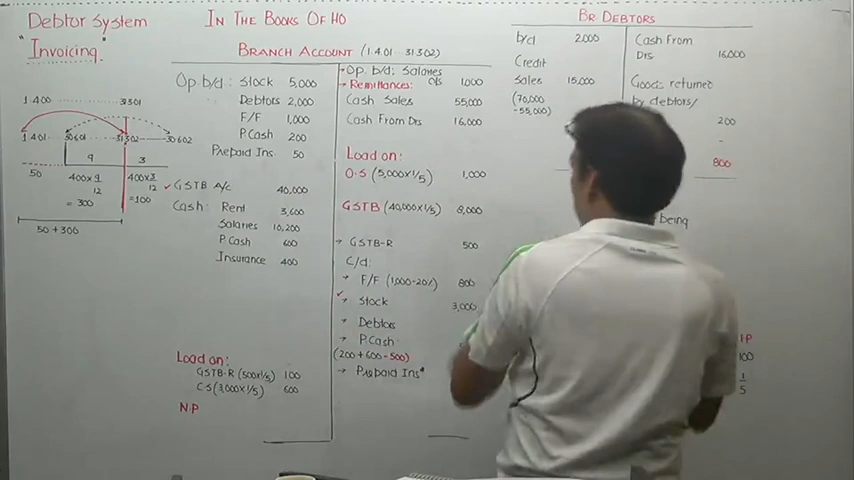 Debtor System
"Invoicing"
In The Books Of HO
Branch Account (1.4.01 31.3.02)
1.4.00 ........ 31.3.01
1.4.01 30.6.01 31.3.02 30.6.02
9 3
50 400 x 9/12 = 300
400 x 3/12 = 100
50 + 300
Op. b/d: Stock 5,000
Debtors 2,000
F/F 1,000
P.Cash 200
Prepaid Ins 50
GSTB A/c 40,000
Cash: Rent 3,600
Salaries 10,200
P.Cash 600
Insurance 400
Load on:
GSTB-R (500x1/5) 100
C.S (3,000x1/5) 600
N.P
Op. b/d; Salaries
O/s 1,000
Remittances:
Cash Sales 55,000
Cash From Drs 16,000
Load on:
O.S (5,000x1/5) 1,000
GSTB (40,000x1/5) 8,000
GSTB-R 500
C/d:
F/F (1,000-20%) 800
Stock 3,000
Debtors
P.Cash
(200+600-500)
Prepaid Ins
Br Debtors
b/d 2,000
Credit
Sales 15,000
(70,000
-55,000)
Cash From
Drs 16,000
Goods returned
by debtors/
200
-
800
being
IP
100
1/5